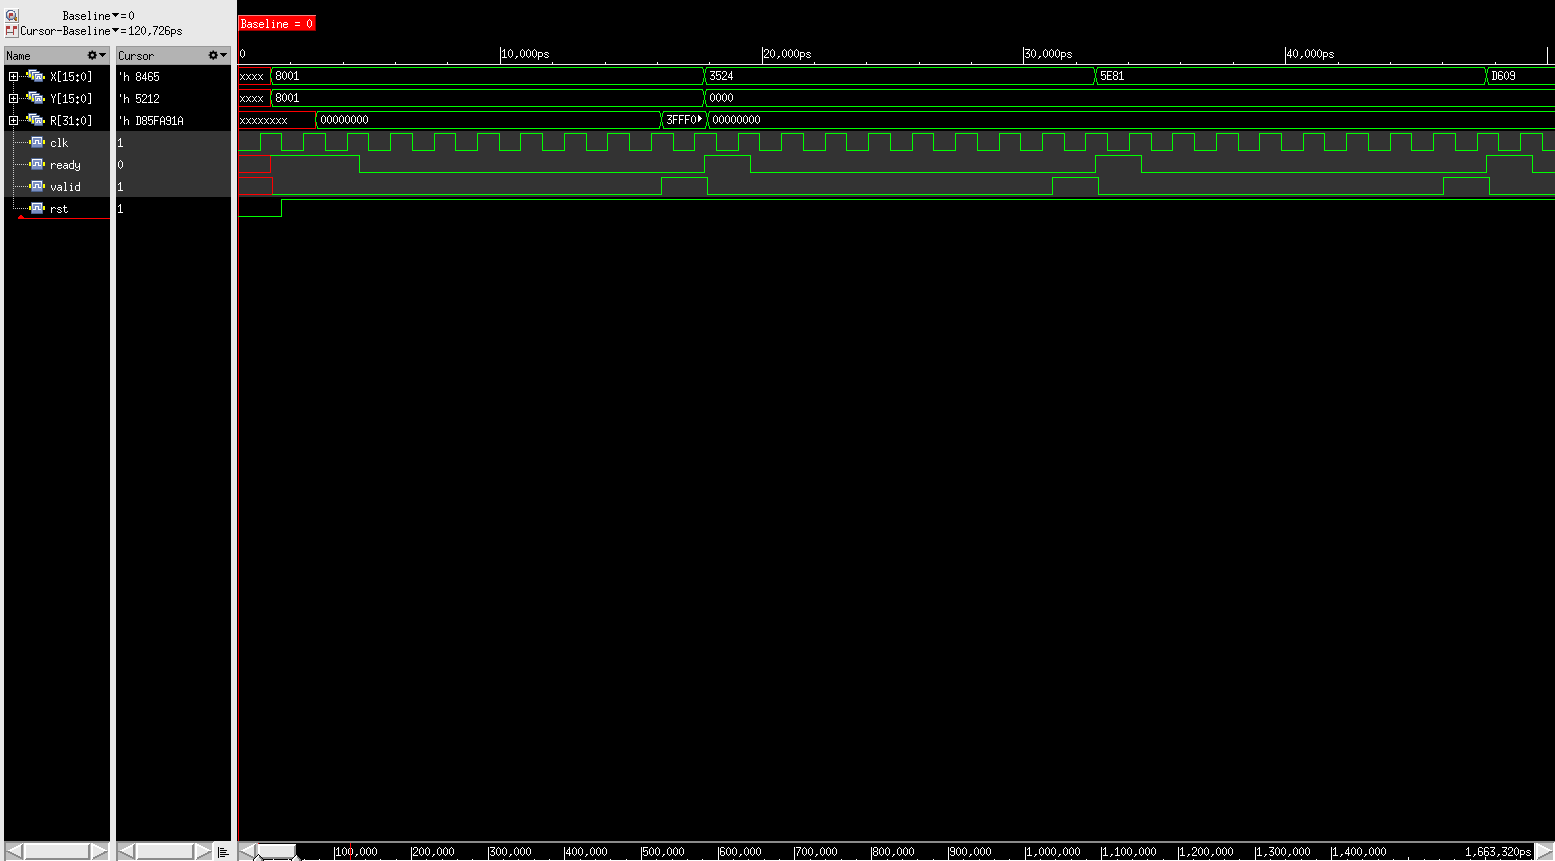 Baseline▼=0
Cursor-Baseline▼=120,726ps
Baseline = 0
Name Cursor 0 10,000ps 20,000ps 30,000ps 40,000ps
X[15:0] 'h 8465 xxxx 8001 3524 5E81 D609
Y[15:0] 'h 5212 xxxx 8001 0000
R[31:0] 'h D85FA91A xxxxxxxx 00000000 3FFF0 00000000
clk 1
ready 0
valid 1
rst 1
100,000 200,000 300,000 400,000 500,000 600,000 700,000 800,000 900,000 1,000,000 1,100,000 1,200,000 1,300,000 1,400,000 1,663,320ps